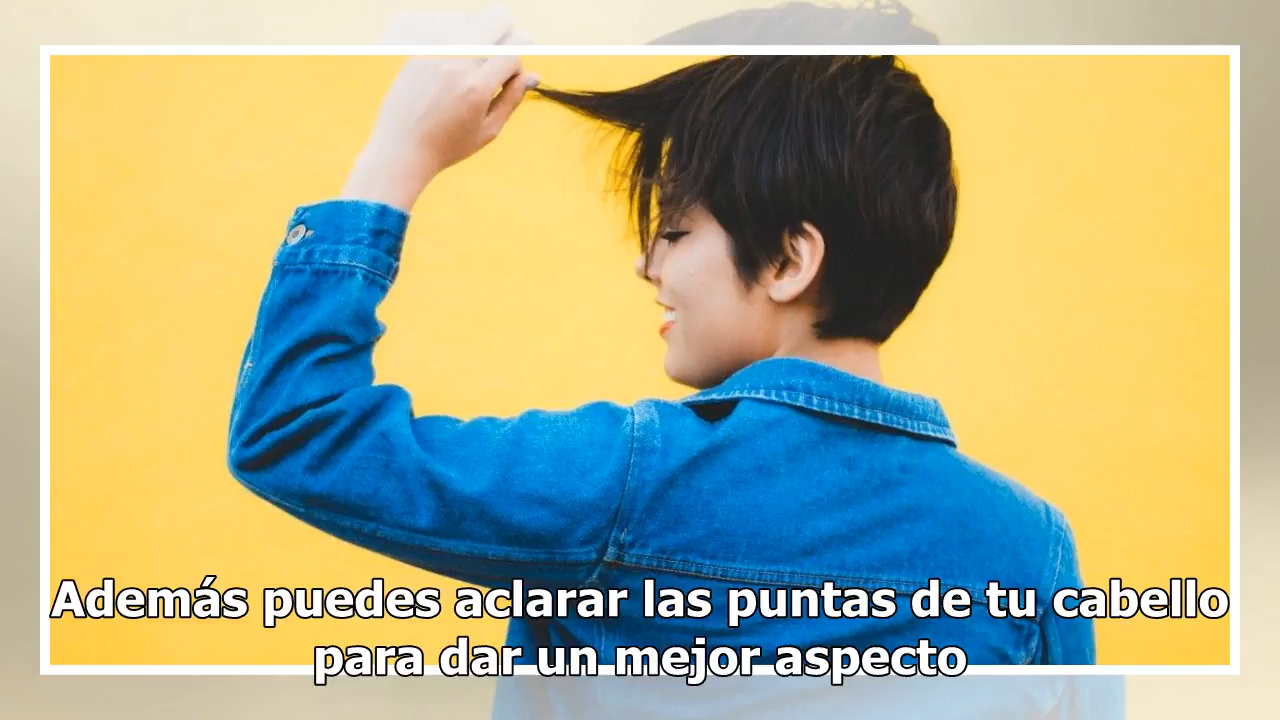 Además puedes aclarar las puntas de tu cabello
para dar un mejor aspecto